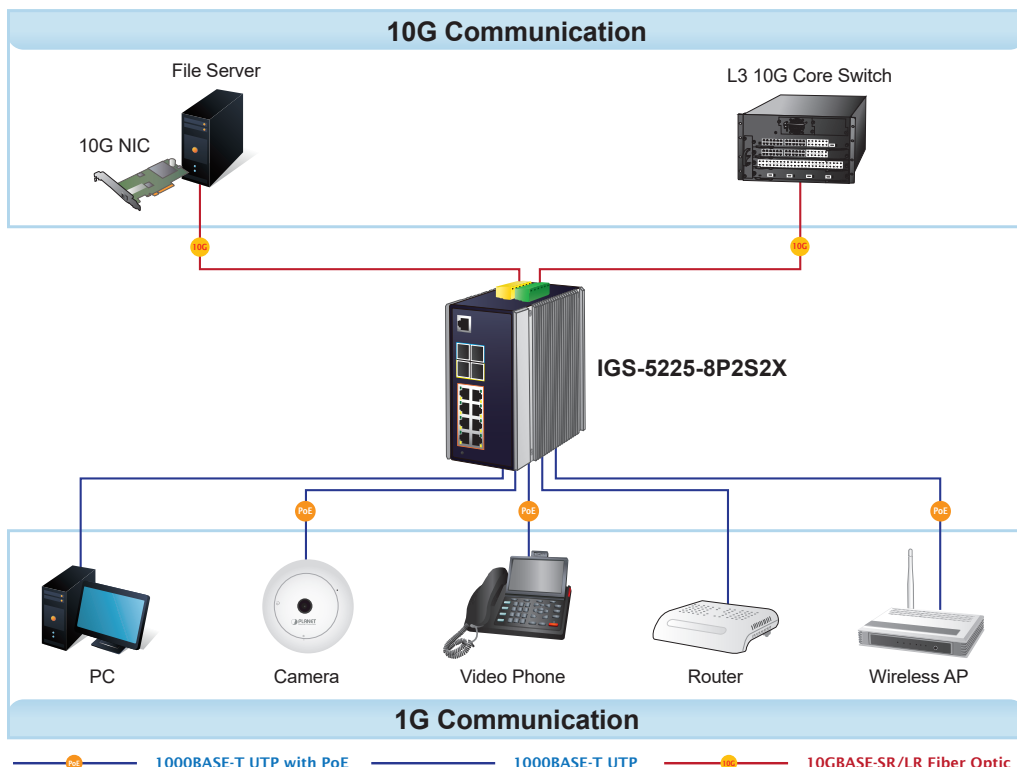 10G Communication
File Server
L3 10G Core Switch
10G NIC
10G
10G
IGS-5225-8P2S2X
PoE
PoE
PoE
PLANET
PC
Camera
Video Phone
Router
Wireless AP
1G Communication
PoE
1000BASE-T UTP with PoE
1000BASE-T UTP
10G
10GBASE-SR/LR Fiber Optic